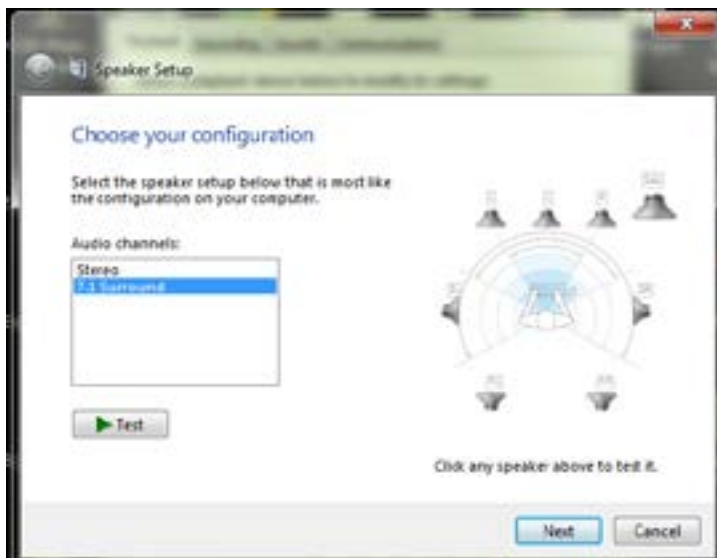 Speaker Setup
Choose your configuration
Select the speaker setup below that is most like
the configuration on your computer.
Audio channels:
Stereo
7.1 Surround
Test
Click any speaker above to test it.
Next
Cancel